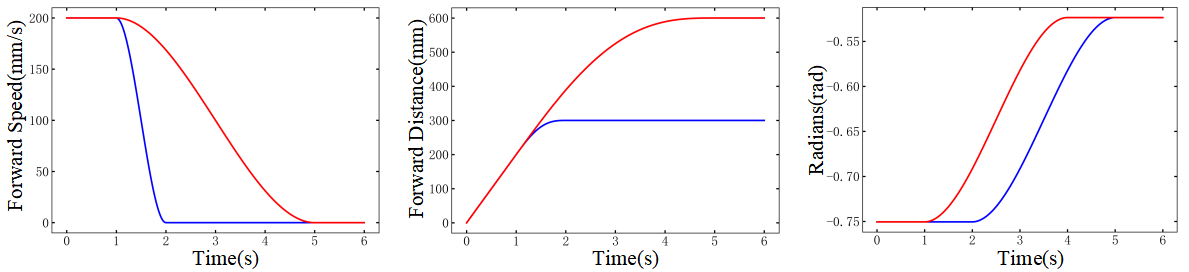 Forward Speed(mm/s)
200
150
100
50
0
0 1 2 3 4 5 6
Time(s)
Forward Distance(mm)
600
500
400
300
200
100
0
0 1 2 3 4 5 6
Time(s)
Radians(rad)
−0.55
−0.60
−0.65
−0.70
−0.75
0 1 2 3 4 5 6
Time(s)